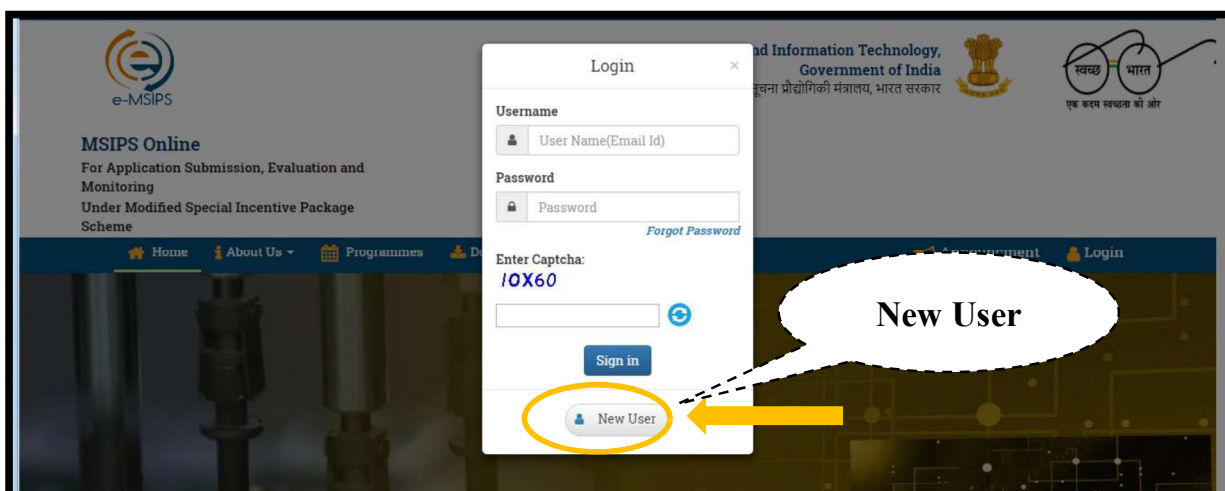 e-MSIPS
MSIPS Online
For Application Submission, Evaluation and
Monitoring
Under Modified Special Incentive Package
Scheme
nd Information Technology,
Government of India
सूचना प्रौद्योगिकी मंत्रालय, भारत सरकार
स्वच्छ भारत
एक कदम स्वच्छता की ओर
Home About Us Programmes Announcment Login
Login ×
Username
User Name(Email Id)
Password
Password
Forgot Password
Enter Captcha:
10X60
Sign in
New User
New User